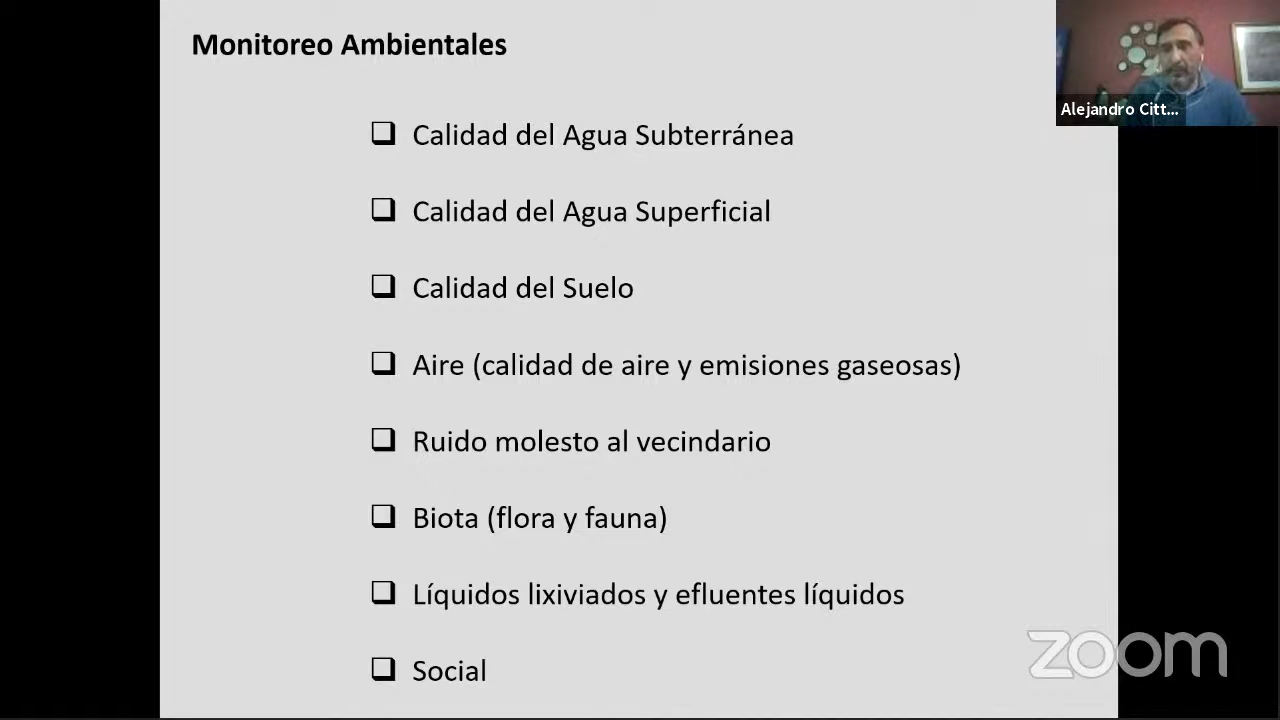 Monitoreo Ambientales
Alejandro Citt...
Calidad del Agua Subterránea
Calidad del Agua Superficial
Calidad del Suelo
Aire (calidad de aire y emisiones gaseosas)
Ruido molesto al vecindario
Biota (flora y fauna)
Líquidos lixiviados y efluentes líquidos
Social
zoom